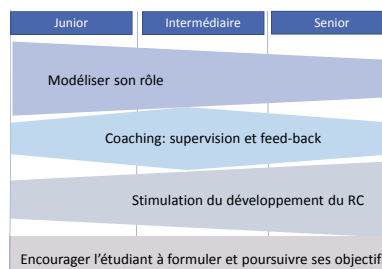 Junior Intermédiaire Senior
Modéliser son rôle
Coaching: supervision et feed-back
Stimulation du développement du RC
Encourager l'étudiant à formuler et poursuivre ses objectif